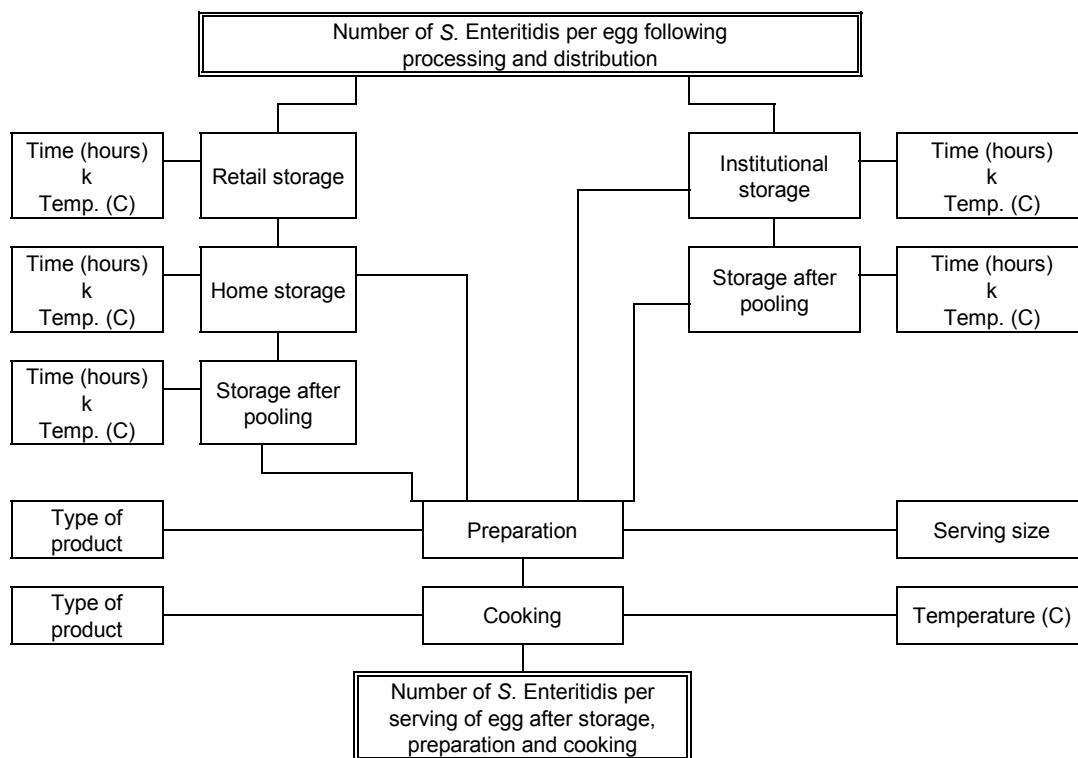 Number of S. Enteritidis per egg following
processing and distribution
Time (hours)
k
Temp. (C)
Retail storage
Institutional
storage
Time (hours)
k
Temp. (C)
Time (hours)
k
Temp. (C)
Home storage
Storage after
pooling
Time (hours)
k
Temp. (C)
Time (hours)
k
Temp. (C)
Storage after
pooling
Type of
product
Preparation
Serving size
Type of
product
Cooking
Temperature (C)
Number of S. Enteritidis per
serving of egg after storage,
preparation and cooking